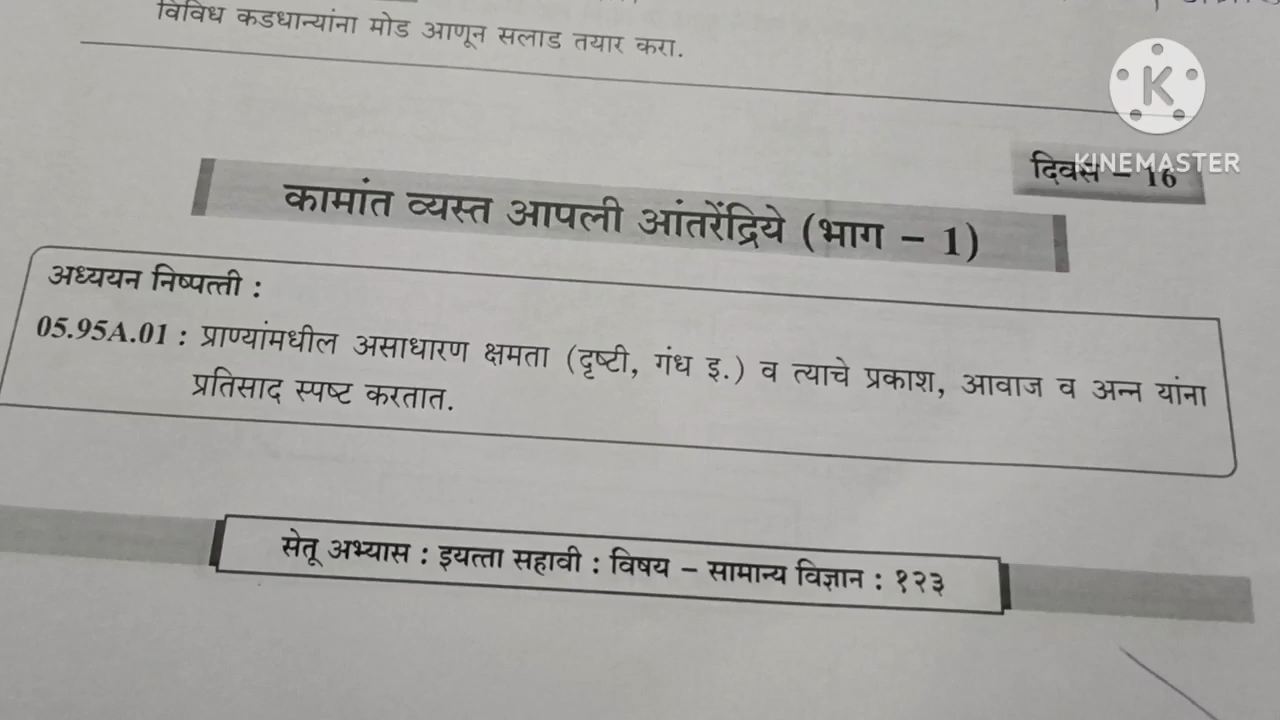 विविध कडधान्यांना मोड आणून सलाड तयार करा.
K
KINEMASTER
दिवस – 16
कामांत व्यस्त आपली आंतरेंद्रिये (भाग – 1)
अध्ययन निष्पत्ती :
05.95A.01 : प्राण्यांमधील असाधारण क्षमता (दृष्टी, गंध इ.) व त्याचे प्रकाश, आवाज व अन्न यांना
प्रतिसाद स्पष्ट करतात.
सेतू अभ्यास : इयत्ता सहावी : विषय – सामान्य विज्ञान : १२३